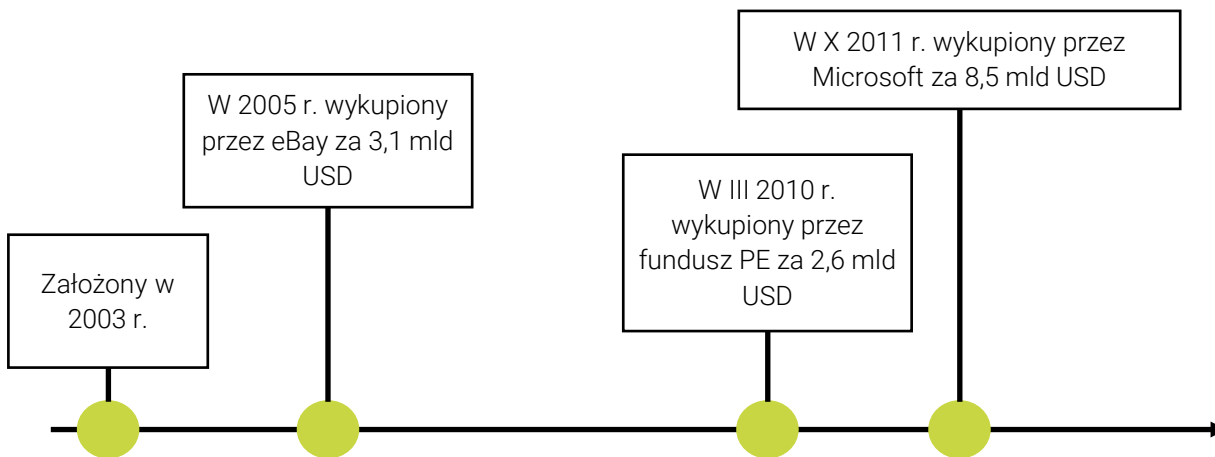 Założony w
2003 r.
W 2005 r. wykupiony
przez eBay za 3,1 mld
USD
W III 2010 r.
wykupiony przez
fundusz PE za 2,6 mld
USD
W X 2011 r. wykupiony przez
Microsoft za 8,5 mld USD